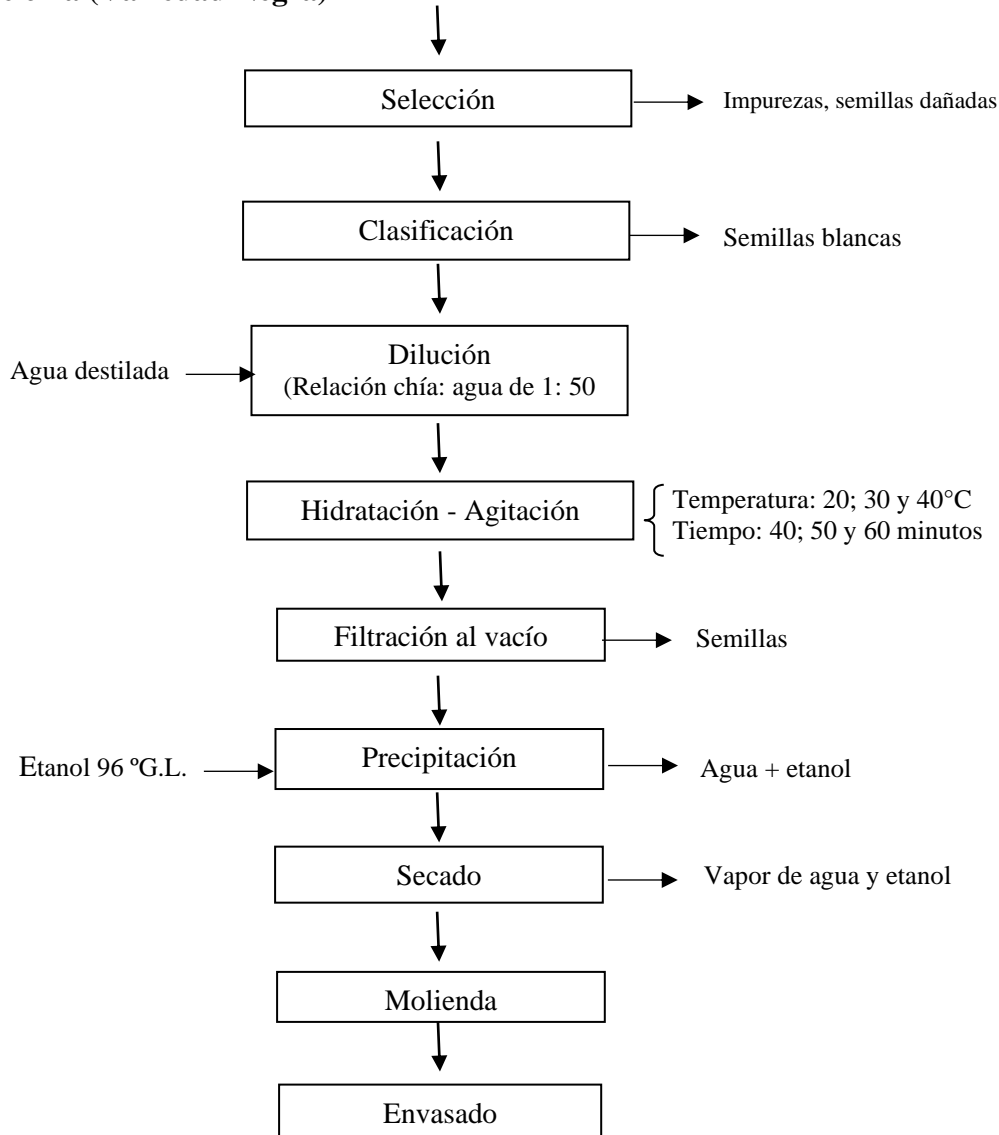 Selección
Impurezas, semillas dañadas
Clasificación
Semillas blancas
Dilución
Agua destilada
(Relación chía: agua de 1: 50
Hidratación - Agitación
Temperatura: 20; 30 y 40°C
Tiempo: 40; 50 y 60 minutos
Filtración al vacío
Semillas
Precipitación
Etanol 96 ºG.L.
Agua + etanol
Secado
Vapor de agua y etanol
Molienda
Envasado